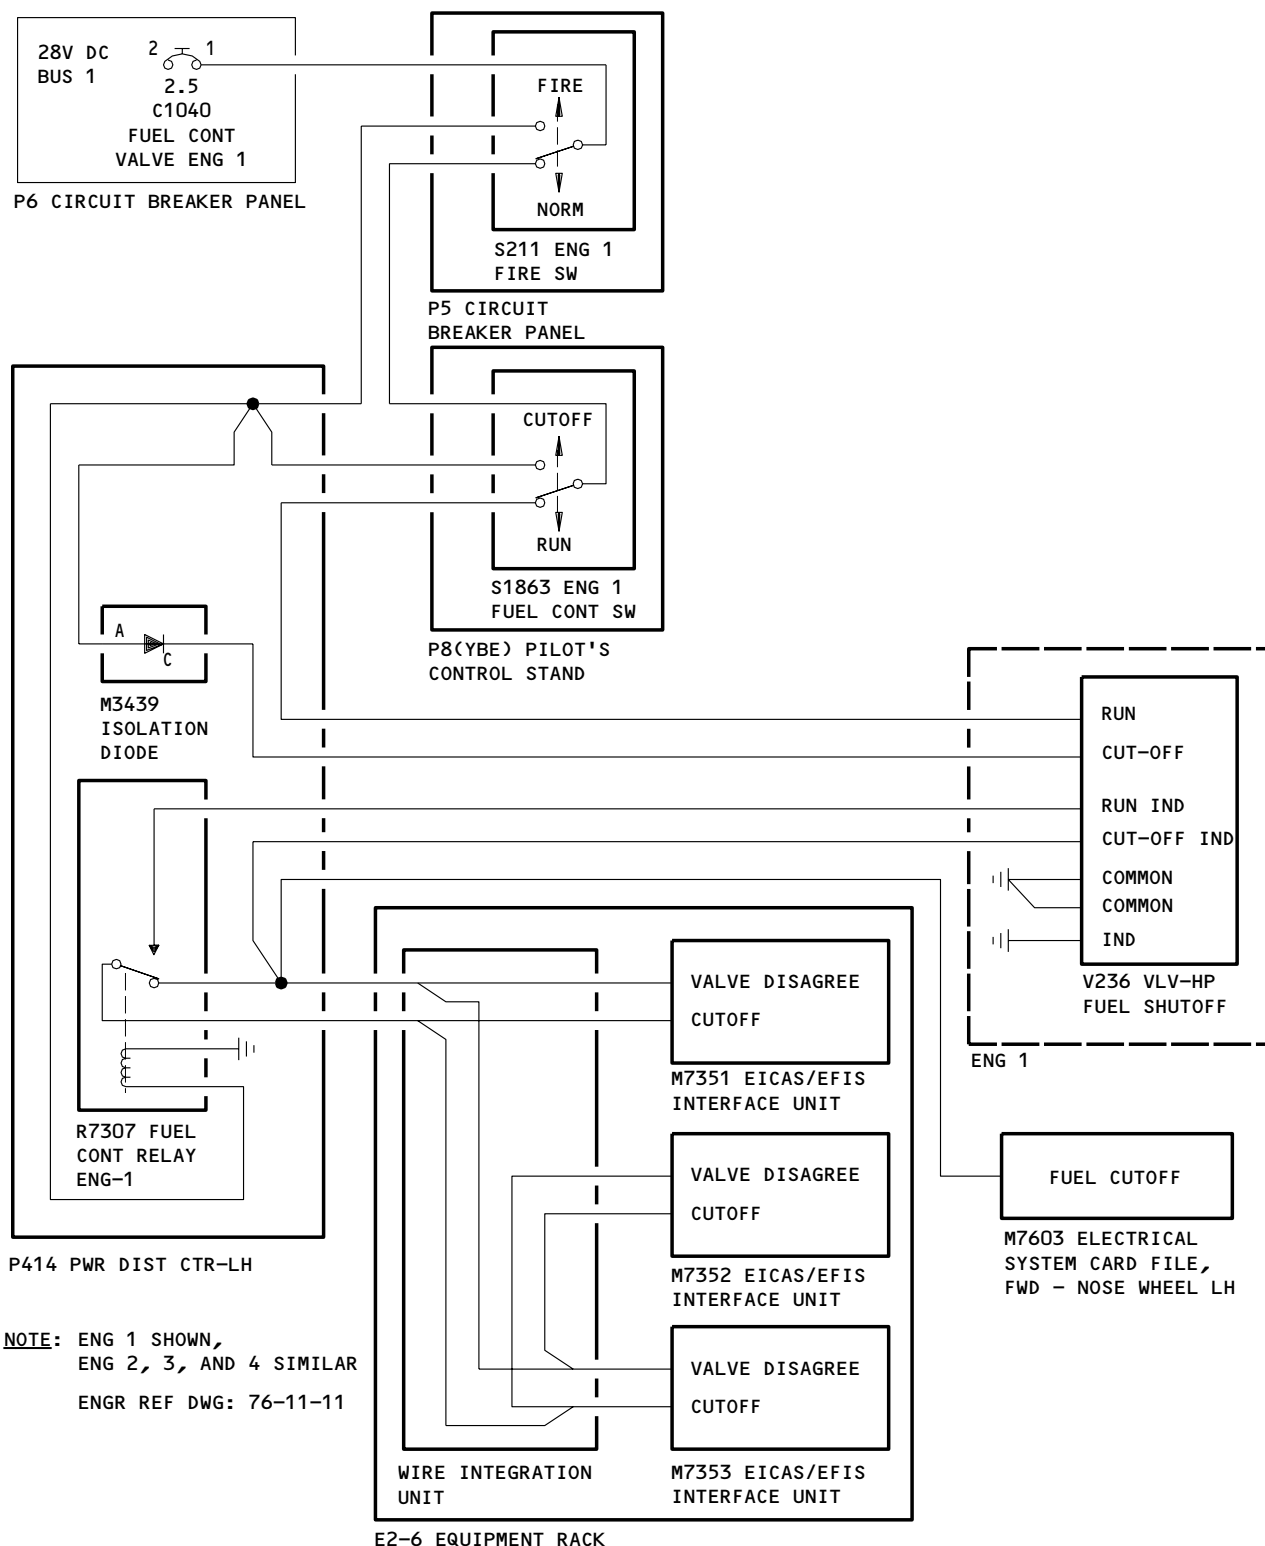 28V DC
BUS 1
2 1
2.5
C1040
FUEL CONT
VALVE ENG 1
P6 CIRCUIT BREAKER PANEL
FIRE
NORM
S211 ENG 1
FIRE SW
P5 CIRCUIT
BREAKER PANEL
CUTOFF
RUN
S1863 ENG 1
FUEL CONT SW
P8(YBE) PILOT'S
CONTROL STAND
A
C
M3439
ISOLATION
DIODE
RUN
CUT-OFF
RUN IND
CUT-OFF IND
COMMON
COMMON
IND
V236 VLV-HP
FUEL SHUTOFF
ENG 1
VALVE DISAGREE
CUTOFF
M7351 EICAS/EFIS
INTERFACE UNIT
R7307 FUEL
CONT RELAY
ENG-1
VALVE DISAGREE
CUTOFF
M7352 EICAS/EFIS
INTERFACE UNIT
FUEL CUTOFF
M7603 ELECTRICAL
SYSTEM CARD FILE,
FWD - NOSE WHEEL LH
P414 PWR DIST CTR-LH
VALVE DISAGREE
CUTOFF
M7353 EICAS/EFIS
INTERFACE UNIT
WIRE INTEGRATION
UNIT
E2-6 EQUIPMENT RACK
NOTE: ENG 1 SHOWN,
ENG 2, 3, AND 4 SIMILAR
ENGR REF DWG: 76-11-11